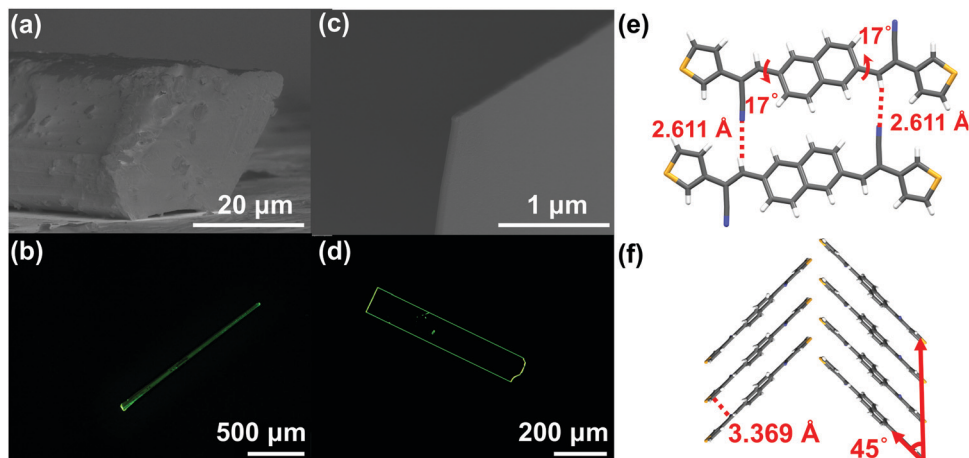 (a)
20 µm
(c)
1 µm
(e)
17°
17°
2.611 Å
2.611 Å
(b)
500 µm
(d)
200 µm
(f)
3.369 Å
45°